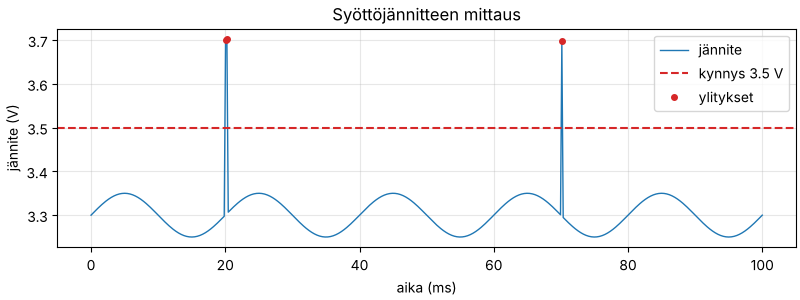 Syöttöjännitteen mittaus
jännite (V)
3.7
3.6
3.5
3.4
3.3
jännite
kynnys 3.5 V
ylitykset
0 20 40 60 80 100
aika (ms)